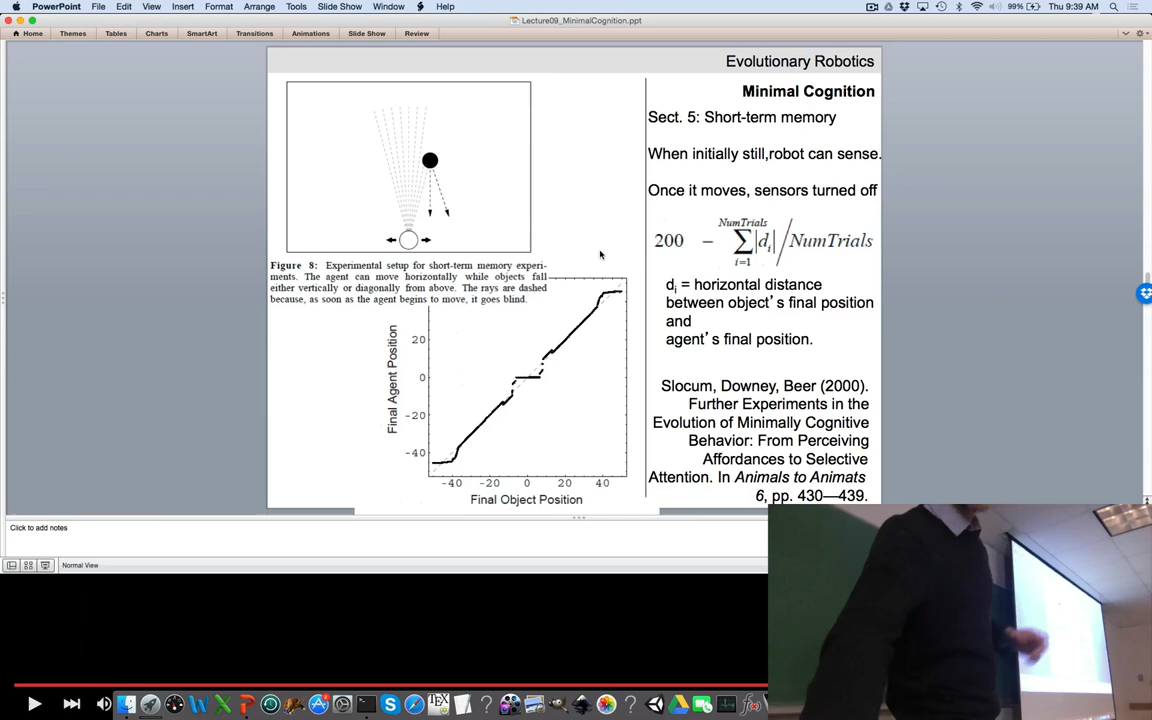 PowerPoint File Edit View Insert Format Arrange Tools Slide Show Window Help 99% Thu 9:39 AM
Lecture09_MinimalCognition.ppt
Home Themes Tables Charts SmartArt Transitions Animations Slide Show Review
Evolutionary Robotics
Minimal Cognition
Sect. 5: Short-term memory
When initially still,robot can sense.
Once it moves, sensors turned off
NumTrials
200 – ∑|di| / NumTrials
i=1
di = horizontal distance
between object's final position
and
agent's final position.
Slocum, Downey, Beer (2000).
Further Experiments in the
Evolution of Minimally Cognitive
Behavior: From Perceiving
Affordances to Selective
Attention. In Animals to Animats
6, pp. 430—439.
Figure 8: Experimental setup for short-term memory experi-
ments. The agent can move horizontally while objects fall
either vertically or diagonally from above. The rays are dashed
because, as soon as the agent begins to move, it goes blind.
Final Agent Position
20
0
-20
-40
-40 -20 0 20 40
Final Object Position
Click to add notes
Normal View